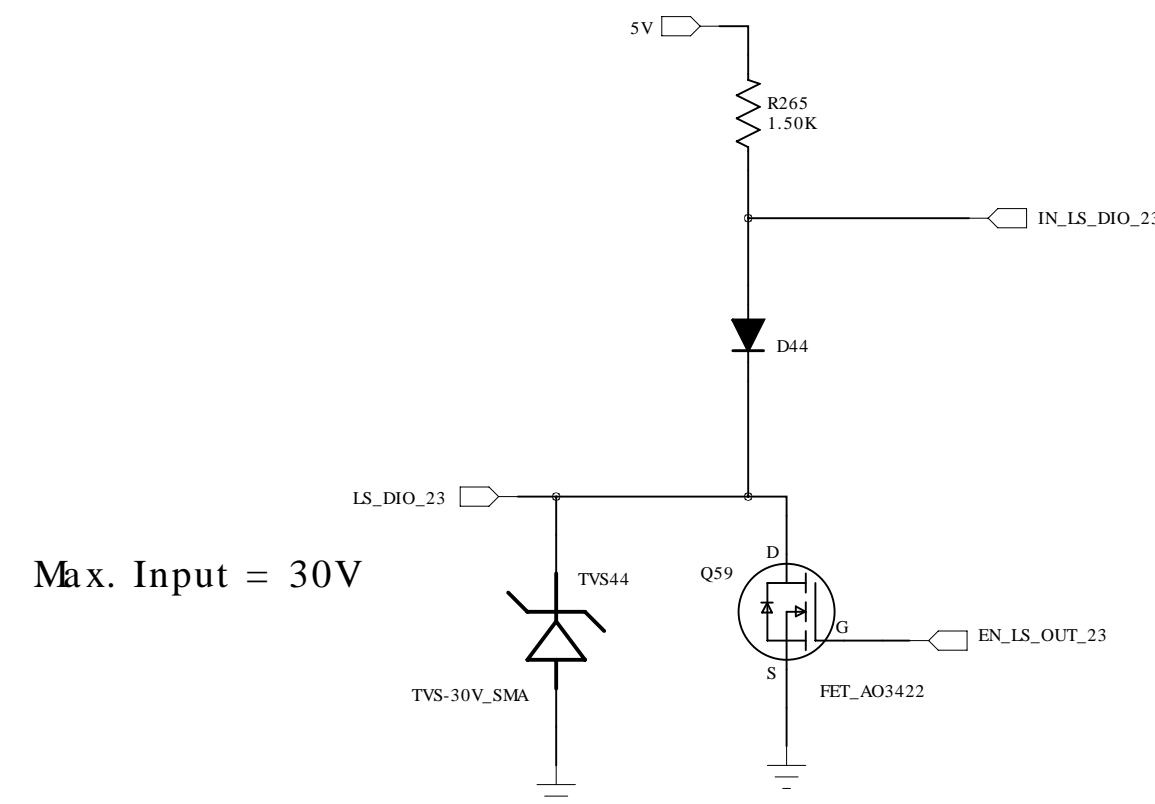 5V
R265
1.50K
IN_LS_DIO_23
D44
LS_DIO_23
Max. Input = 30V
TVS44
Q59
D
G
EN_LS_OUT_23
S
TVS-30V_SMA
FET_AO3422